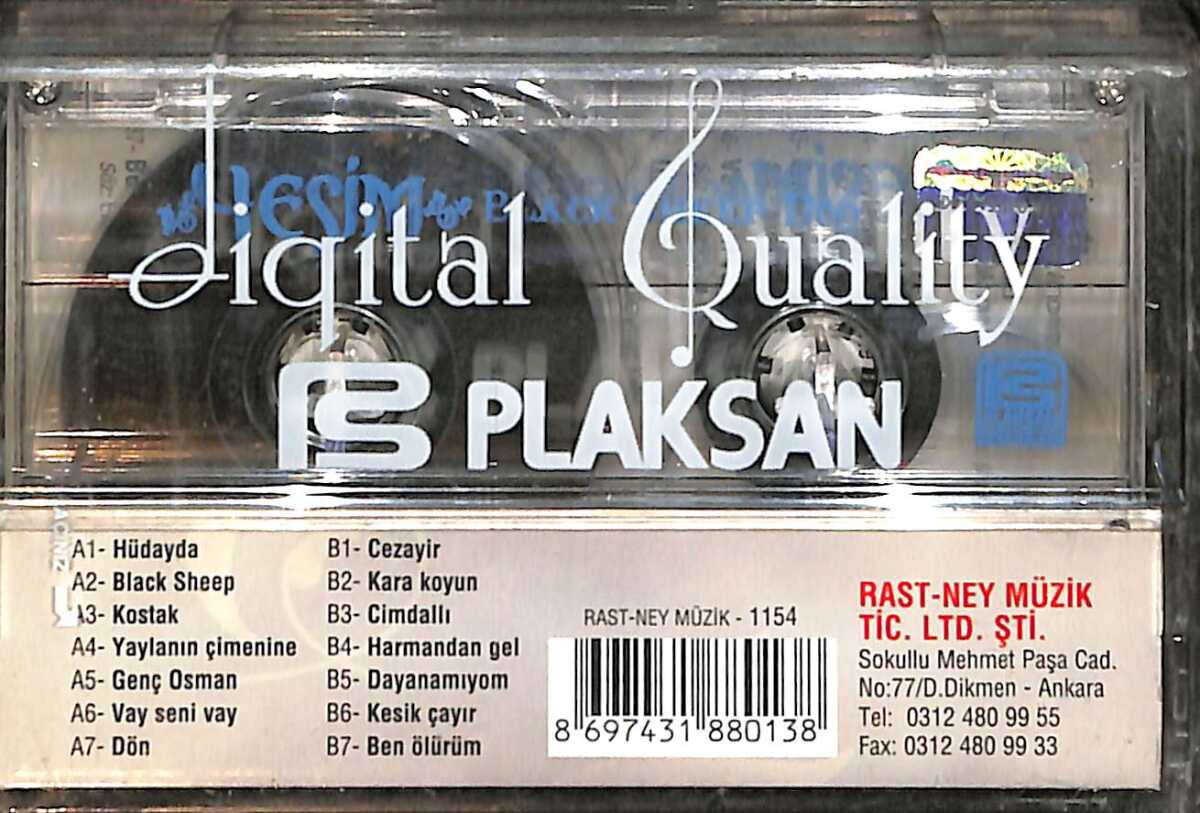 Digital Quality
PLAKSAN
AÇINIZ
A1- Hüdayda
A2- Black Sheep
A3- Kostak
A4- Yaylanın çimenine
A5- Genç Osman
A6- Vay seni vay
A7- Dön
B1- Cezayir
B2- Kara koyun
B3- Cimdallı
B4- Harmandan gel
B5- Dayanamıyom
B6- Kesik çayır
B7- Ben ölürüm
RAST-NEY MÜZİK - 1154
8 697431 880138
RAST-NEY MÜZİK
TİC. LTD. ŞTİ.
Sokullu Mehmet Paşa Cad.
No:77/D.Dikmen - Ankara
Tel: 0312 480 99 55
Fax: 0312 480 99 33